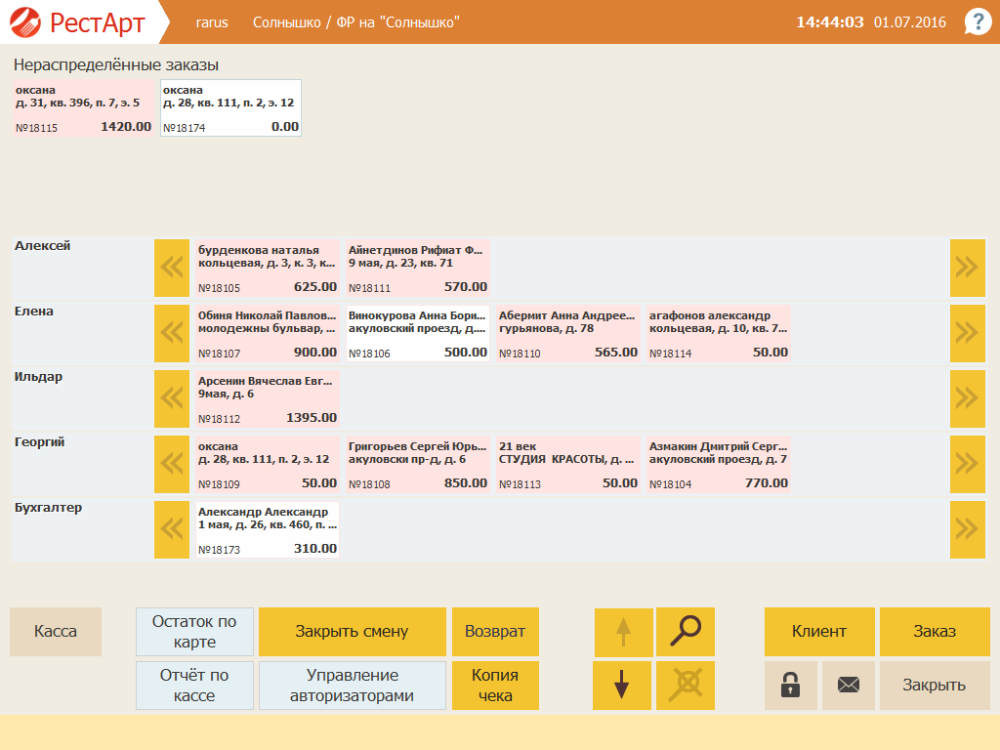 РестАрт
rarus
Солнышко / ФР на "Солнышко"
14:44:03 01.07.2016
?
Нераспределённые заказы
оксана
д. 31, кв. 396, п. 7, э. 5
№18115 1420.00
оксана
д. 28, кв. 111, п. 2, э. 12
№18174 0.00
Алексей
бурденкова наталья
кольцевая, д. 3, к. 3, к...
№18105 625.00
Айнетдинов Рифиат Ф...
9 мая, д. 23, кв. 71
№18111 570.00
Елена
Обиня Николай Павлов...
молодежны бульвар, ...
№18107 900.00
Винокурова Анна Бори...
акуловский проезд, д....
№18106 500.00
Абермит Анна Андрее...
гурьянова, д. 78
№18110 565.00
агафонов александр
кольцевая, д. 10, кв. 7...
№18114 50.00
Ильдар
Арсенин Вячеслав Евг...
9мая, д. 6
№18112 1395.00
Георгий
оксана
д. 28, кв. 111, п. 2, э. 12
№18109 50.00
Григорьев Сергей Юрь...
акуловски пр-д, д. 6
№18108 850.00
21 век
СТУДИЯ  КРАСОТЫ, д. ...
№18113 50.00
Азмакин Дмитрий Серг...
акуловский проезд, д. 7
№18104 770.00
Бухгалтер
Александр Александр
1 мая, д. 26, кв. 460, п. ...
№18173 310.00
Касса
Остаток по
карте
Закрыть смену
Возврат
Клиент
Заказ
Отчёт по
кассе
Управление
авторизаторами
Копия
чека
Закрыть